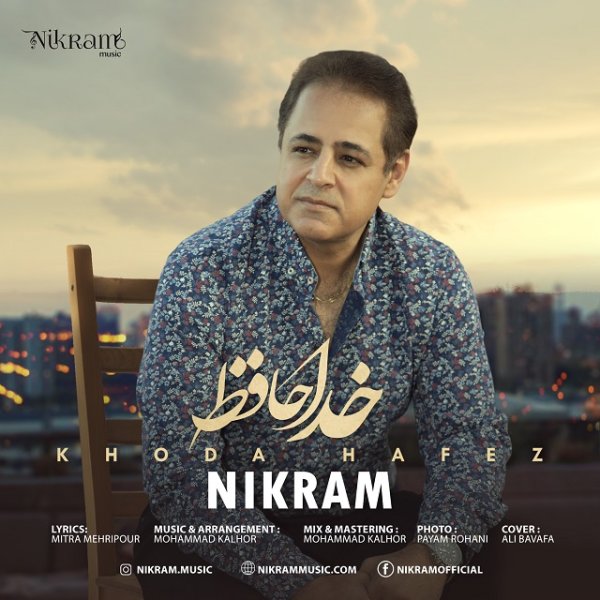 Nikram
music
خداحافظ
KHODA HAFEZ
NIKRAM
LYRICS:
MITRA MEHRIPOUR
MUSIC & ARRANGEMENT :
MOHAMMAD KALHOR
MIX & MASTERING :
MOHAMMAD KALHOR
PHOTO :
PAYAM ROHANI
COVER :
ALI BAVAFA
NIKRAM.MUSIC
NIKRAMMUSIC.COM
f NIKRAMOFFICIAL